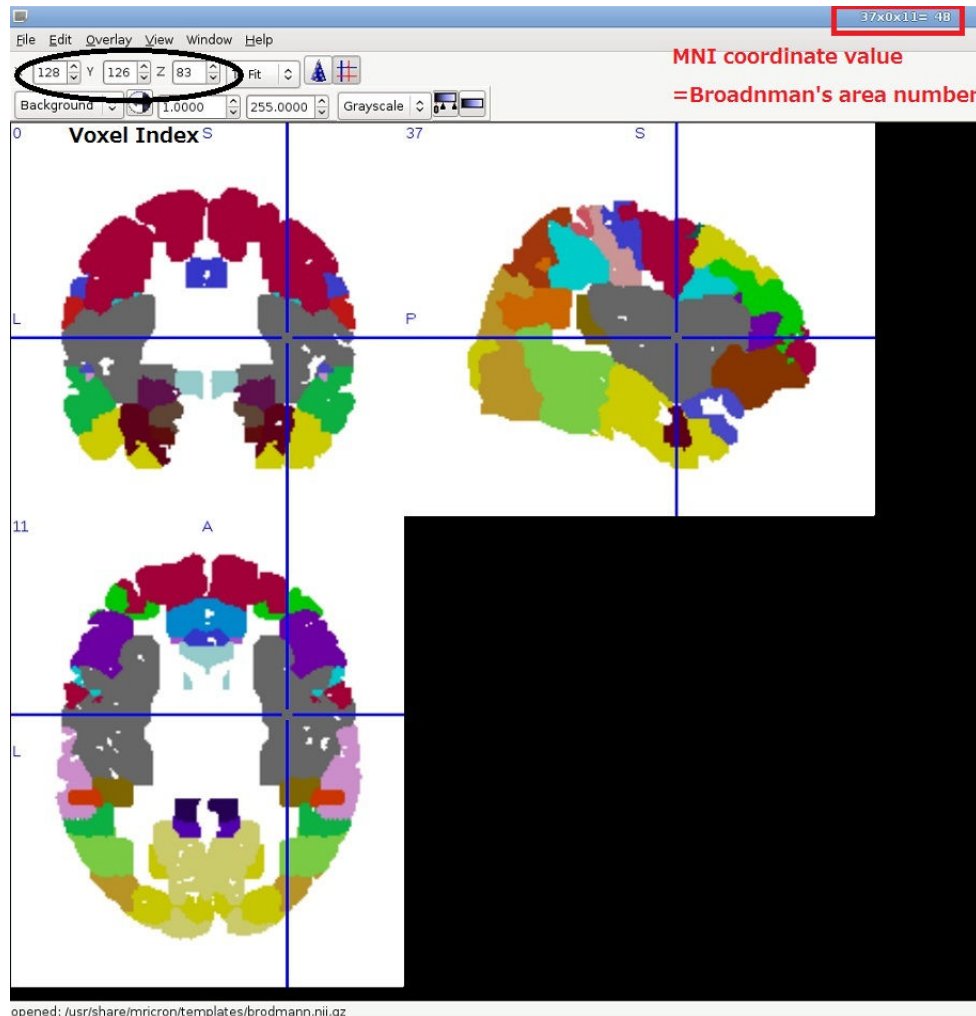 37x0x11= 48
File Edit Overlay View Window Help
MNI coordinate value
128 Y 126 Z 83 Fit
=Broadnman's area number
Background 1.0000 255.0000 Grayscale
0 Voxel Index S 37 S
L P
11 A
L
opened: /usr/share/mricron/templates/brodmann.nii.gz